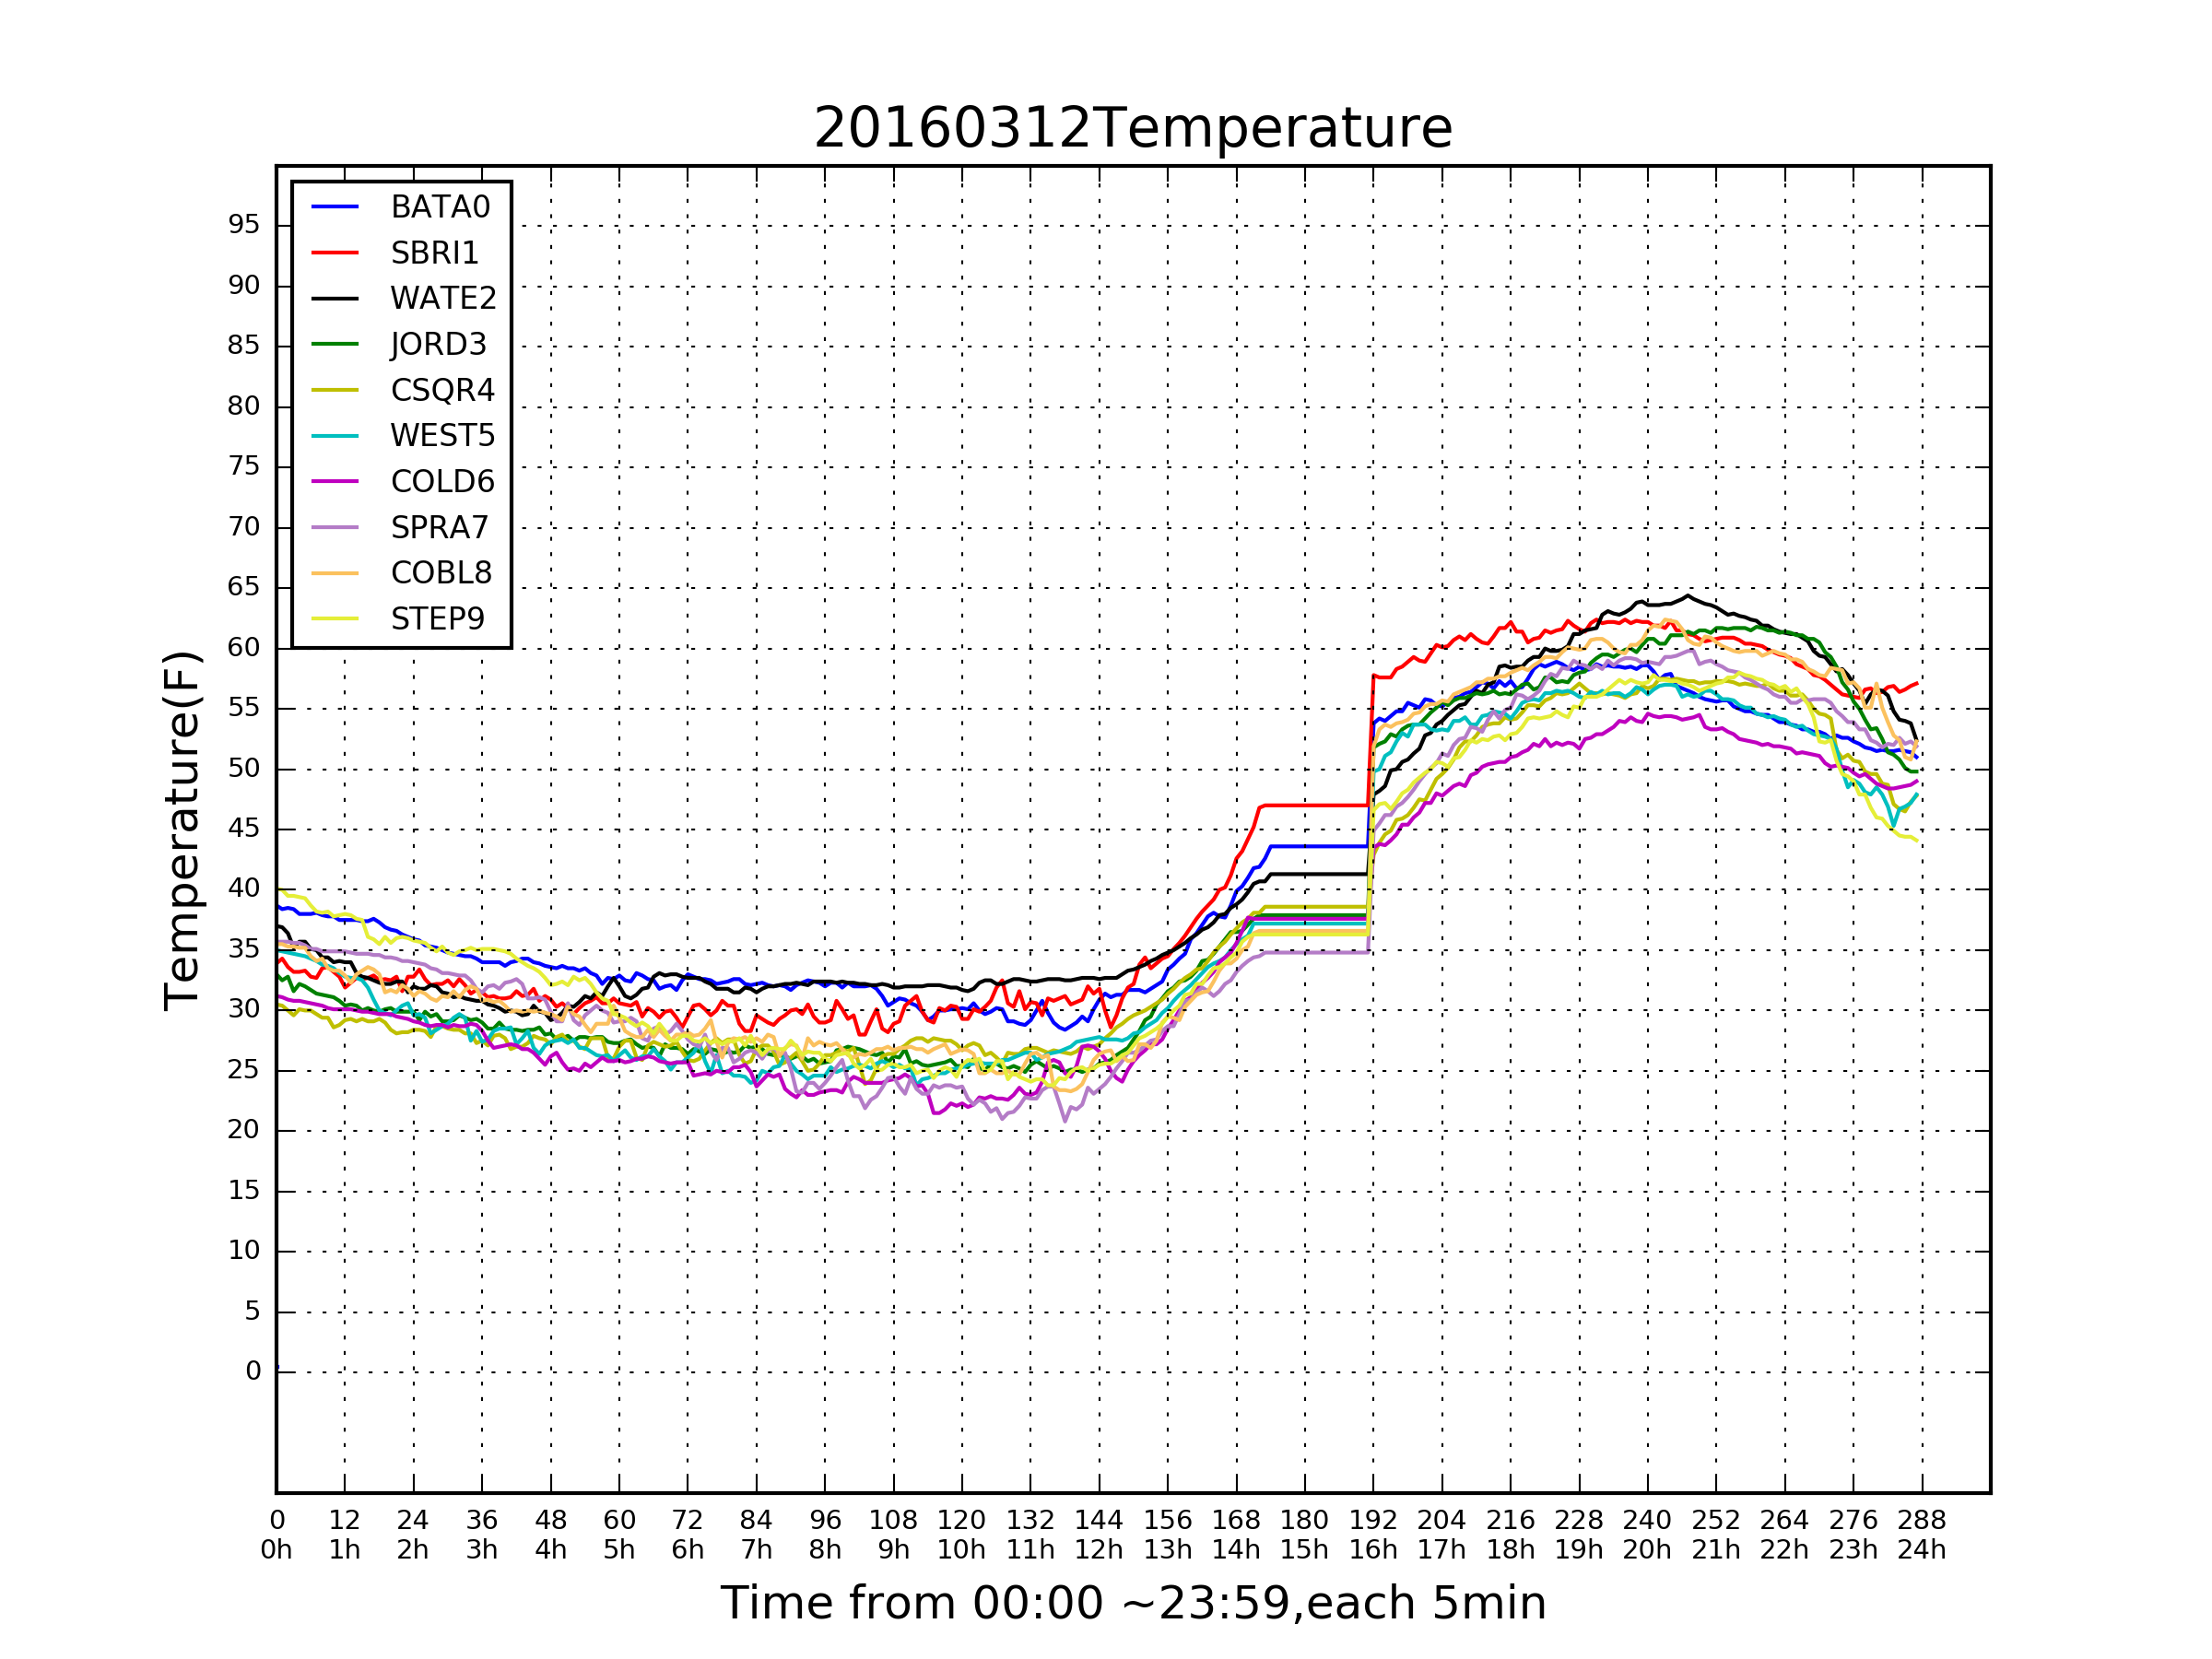 20160312Temperature
BATA0
SBRI1
WATE2
JORD3
CSQR4
WEST5
COLD6
SPRA7
COBL8
STEP9
Temperature(F)
95
90
85
80
75
70
65
60
55
50
45
40
35
30
25
20
15
10
5
0
0 12 24 36 48 60 72 84 96 108 120 132 144 156 168 180 192 204 216 228 240 252 264 276 288
0h 1h 2h 3h 4h 5h 6h 7h 8h 9h 10h 11h 12h 13h 14h 15h 16h 17h 18h 19h 20h 21h 22h 23h 24h
Time from 00:00 ~23:59,each 5min